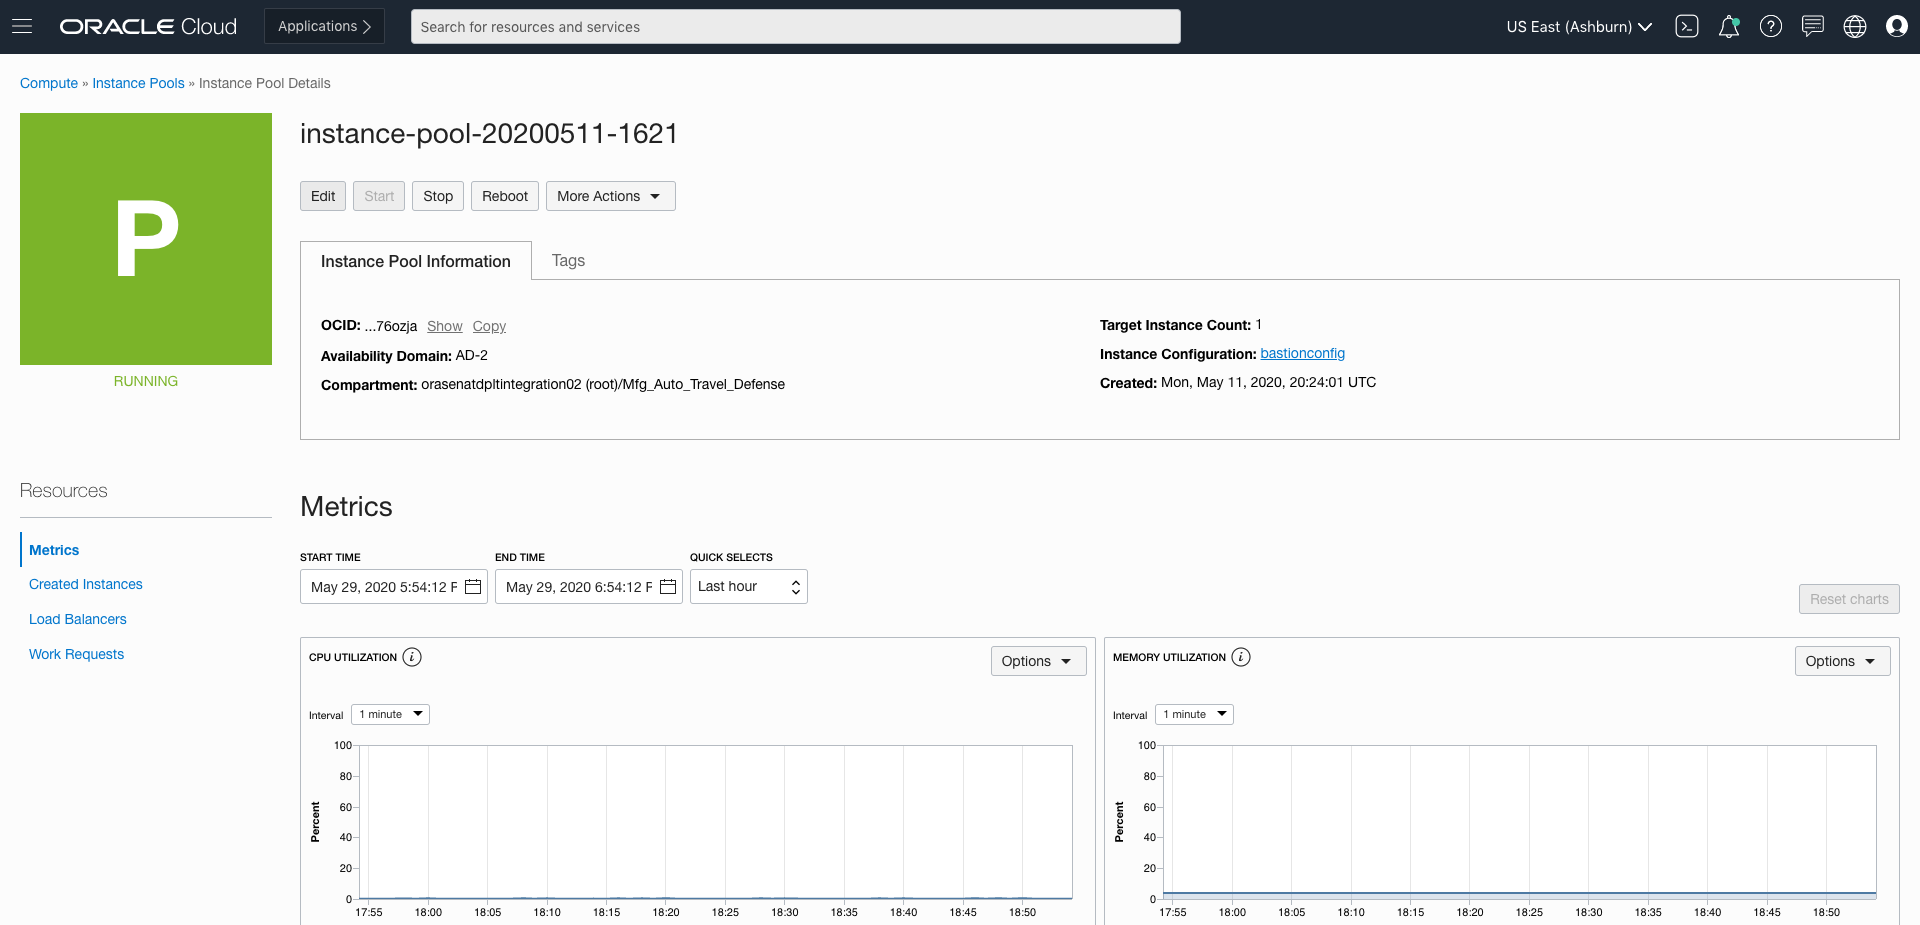 ORACLE Cloud
Applications
Search for resources and services
US East (Ashburn)
Compute » Instance Pools » Instance Pool Details
P
RUNNING
instance-pool-20200511-1621
Edit Start Stop Reboot More Actions
Instance Pool Information Tags
OCID: ...76ozja Show Copy
Availability Domain: AD-2
Compartment: orasenatdpltintegration02 (root)/Mfg_Auto_Travel_Defense
Target Instance Count: 1
Instance Configuration: bastionconfig
Created: Mon, May 11, 2020, 20:24:01 UTC
Resources
Metrics
Created Instances
Load Balancers
Work Requests
Metrics
START TIME END TIME QUICK SELECTS
May 29, 2020 5:54:12 May 29, 2020 6:54:12 Last hour
Reset charts
CPU UTILIZATION i Options
Interval 1 minute
Percent
100
80
60
40
20
0
17:55 18:00 18:05 18:10 18:15 18:20 18:25 18:30 18:35 18:40 18:45 18:50
MEMORY UTILIZATION i Options
Interval 1 minute
Percent
100
80
60
40
20
0
17:55 18:00 18:05 18:10 18:15 18:20 18:25 18:30 18:35 18:40 18:45 18:50